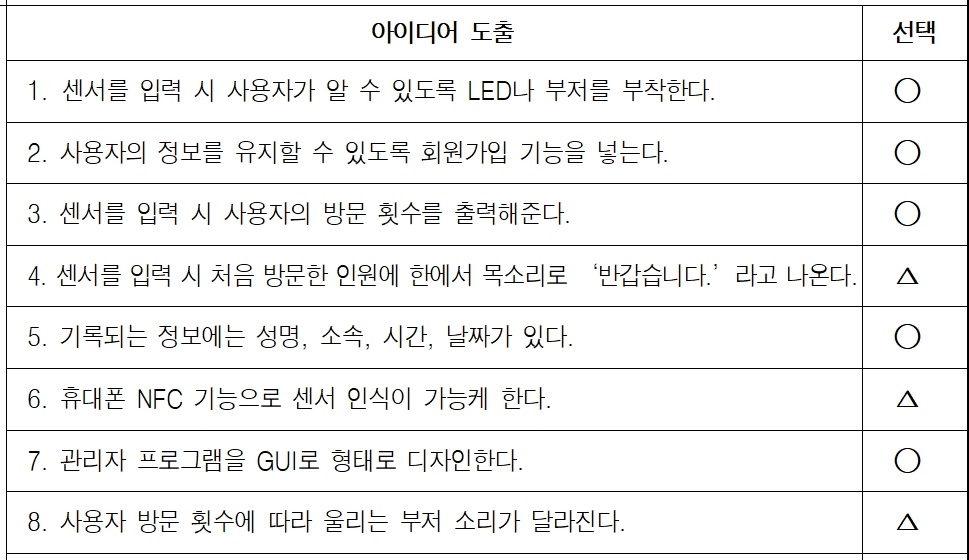 아이디어 도출 선택
1. 센서를 입력 시 사용자가 알 수 있도록 LED나 부저를 부착한다. ○
2. 사용자의 정보를 유지할 수 있도록 회원가입 기능을 넣는다. ○
3. 센서를 입력 시 사용자의 방문 횟수를 출력해준다. ○
4. 센서를 입력 시 처음 방문한 인원에 한에서 목소리로 ‘반갑습니다.’ 라고 나온다. △
5. 기록되는 정보에는 성명, 소속, 시간, 날짜가 있다. ○
6. 휴대폰 NFC 기능으로 센서 인식이 가능케 한다. △
7. 관리자 프로그램을 GUI로 형태로 디자인한다. ○
8. 사용자 방문 횟수에 따라 울리는 부저 소리가 달라진다. △